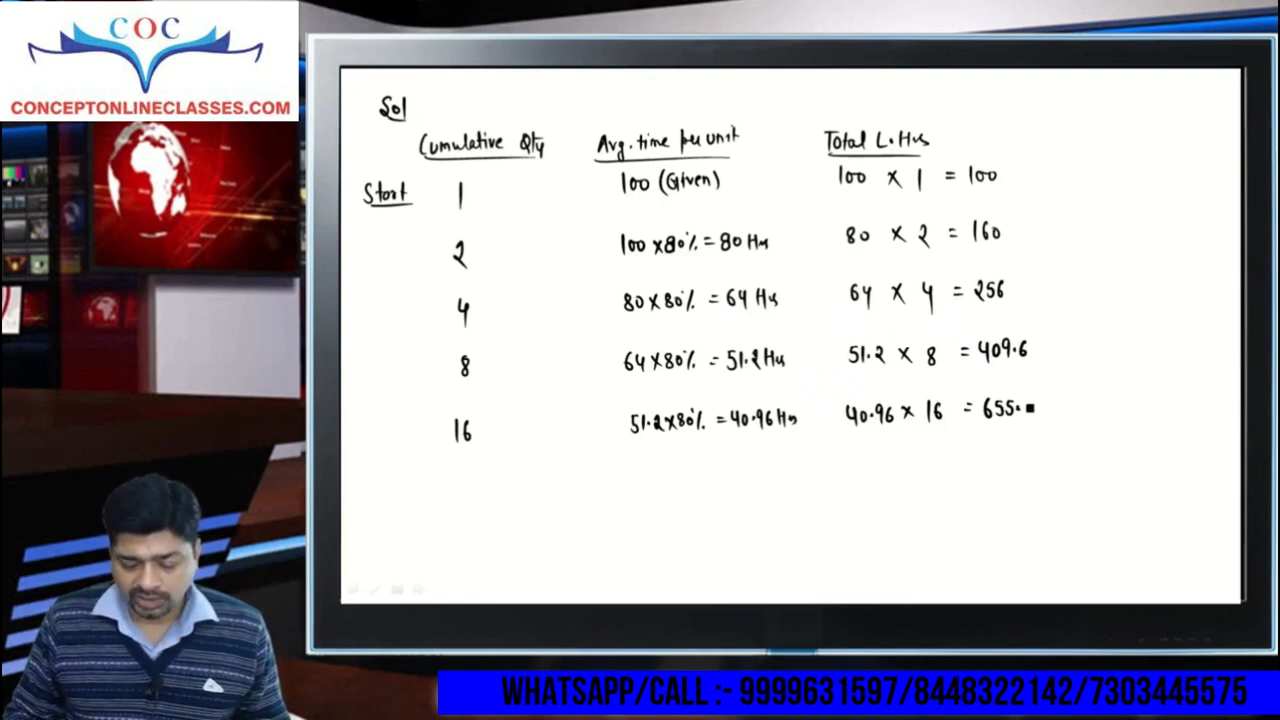 COC
CONCEPTONLINECLASSES.COM
Sol
Cumulative Qty Avg. time per unit Total L. Hrs
Start 1 100 (Given) 100 x 1 = 100
2 100 x 80% = 80 Hrs 80 x 2 = 160
4 80 x 80% = 64 Hrs 64 x 4 = 256
8 64 x 80% = 51.2 Hrs 51.2 x 8 = 409.6
16 51.2 x 80% = 40.96 Hrs 40.96 x 16 = 655.
WHATSAPP/CALL :- 9999631597/8448322142/7303445575